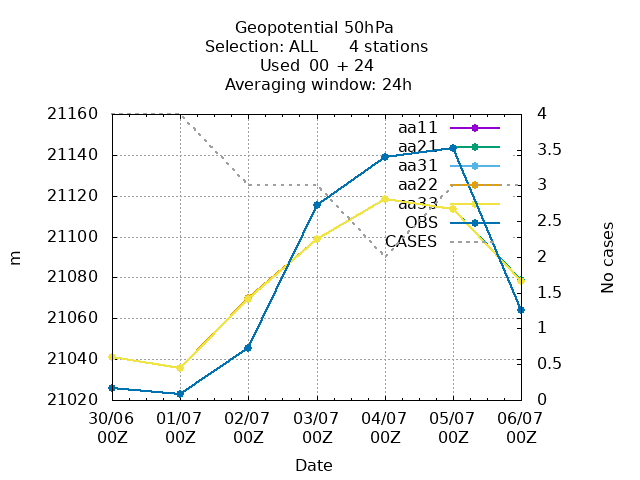 Geopotential 50hPa
Selection: ALL 4 stations
Used 00 + 24
Averaging window: 24h
21160
21140
21120
21100
21080
21060
21040
21020
m
4
3.5
3
2.5
2
1.5
1
0.5
0
No cases
aa11
aa21
aa31
aa22
aa33
OBS
CASES
30/06 01/07 02/07 03/07 04/07 05/07 06/07
00Z 00Z 00Z 00Z 00Z 00Z 00Z
Date